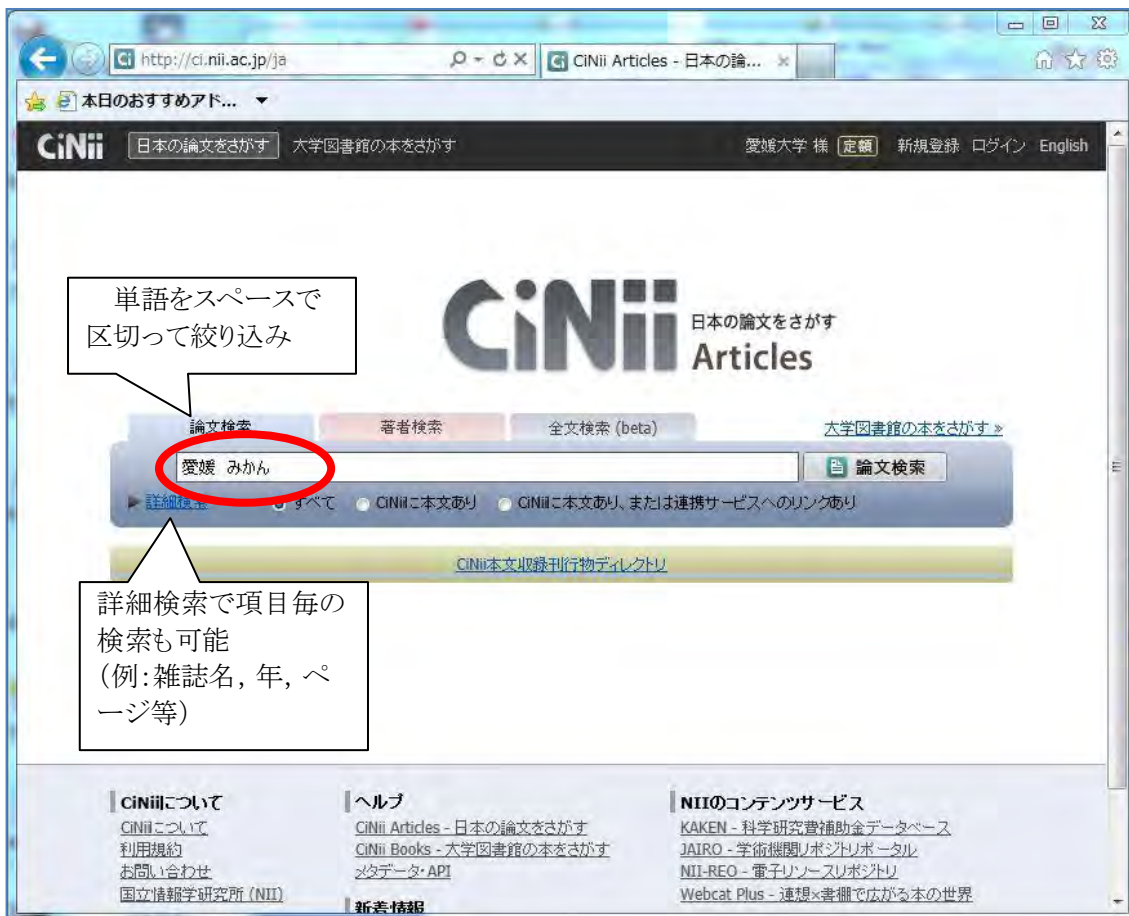 http://ci.nii.ac.jp/ja
CiNii Articles - 日本の論...
本日のおすすめアド...
CiNii 日本の論文をさがす 大学図書館の本をさがす 愛媛大学 様 定額 新規登録 ログイン English
単語をスペースで
区切って絞り込み
CiNii 日本の論文をさがす
Articles
論文検索 著者検索 全文検索 (beta) 大学図書館の本をさがす »
愛媛 みかん 論文検索
詳細検索 すべて CiNiiに本文あり CiNiiに本文あり、または連携サービスへのリンクあり
CiNii本文収録刊行物ディレクトリ
詳細検索で項目毎の
検索も可能
(例:雑誌名, 年, ペ
ージ等)
CiNiiについて ヘルプ NIIのコンテンツサービス
CiNiiについて CiNii Articles - 日本の論文をさがす KAKEN - 科学研究費補助金データベース
利用規約 CiNii Books - 大学図書館の本をさがす JAIRO - 学術機関リポジトリポータル
お問い合わせ メタデータ・API NII-REO - 電子リソースリポジトリ
国立情報学研究所 (NII) 新着情報 Webcat Plus - 連想×書棚で広がる本の世界